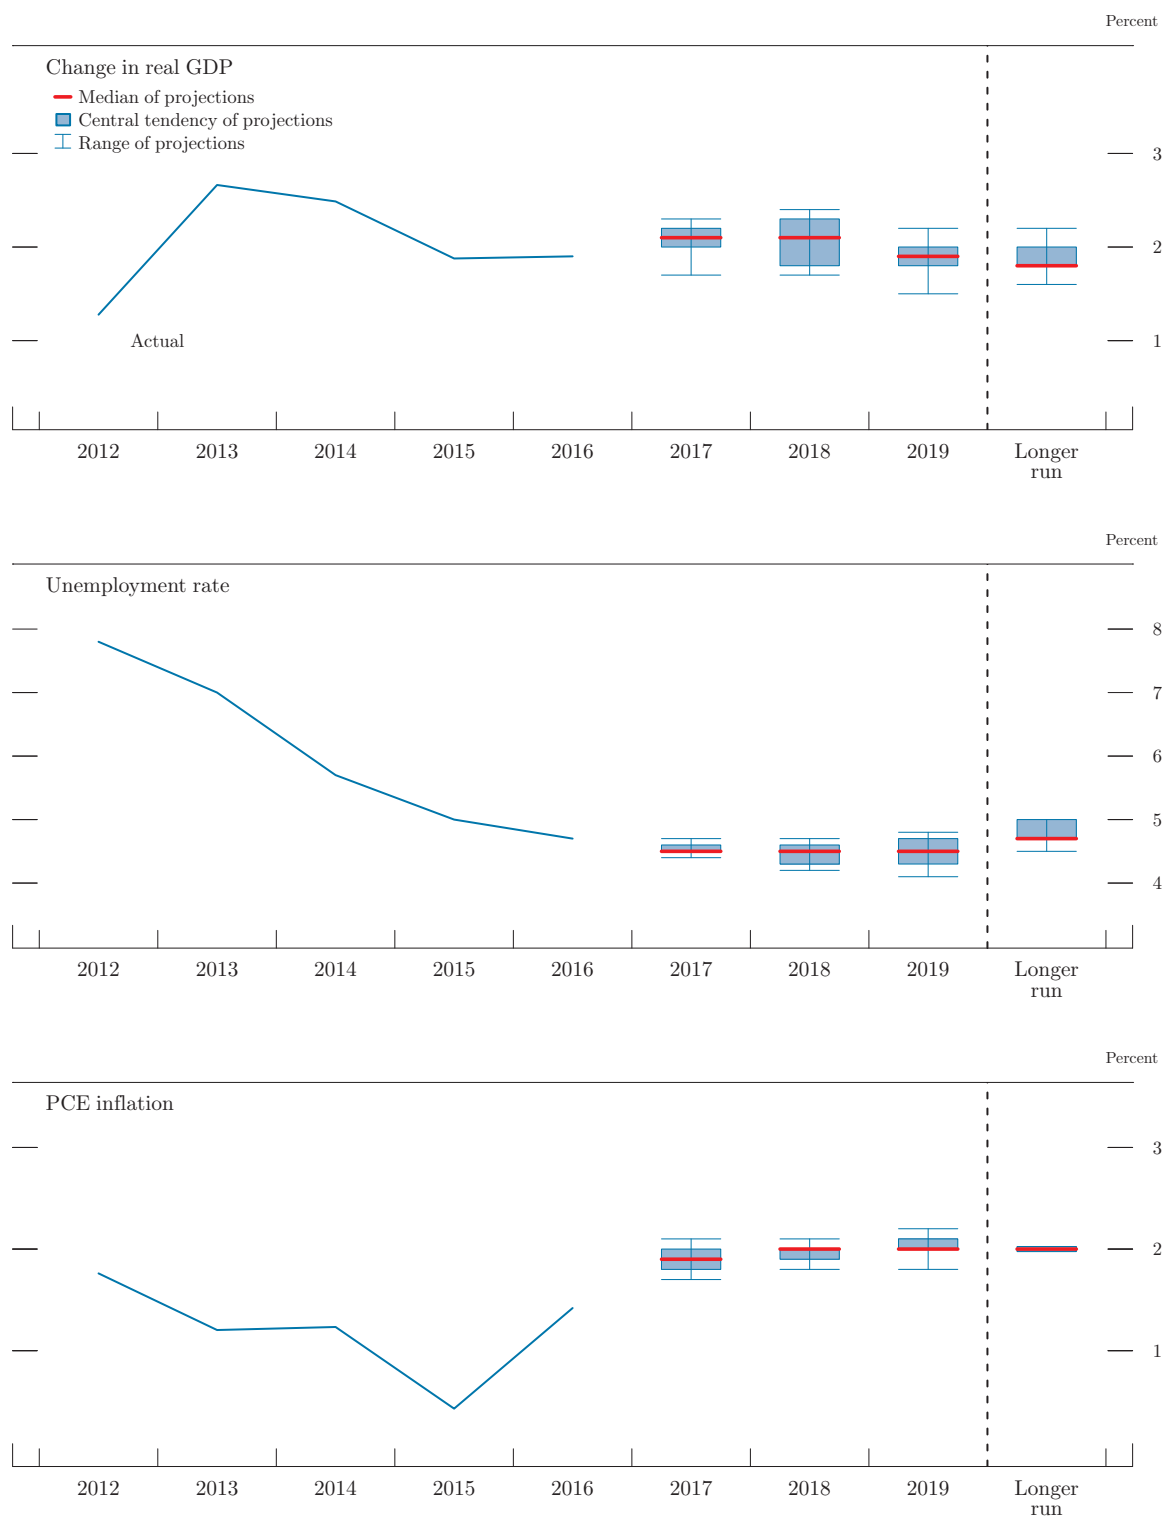 Percent
Change in real GDP
Median of projections
Central tendency of projections
Range of projections
3
2
Actual
1
2012 2013 2014 2015 2016 2017 2018 2019 Longer
run
Percent
Unemployment rate
8
7
6
5
4
2012 2013 2014 2015 2016 2017 2018 2019 Longer
run
Percent
PCE inflation
3
2
1
2012 2013 2014 2015 2016 2017 2018 2019 Longer
run